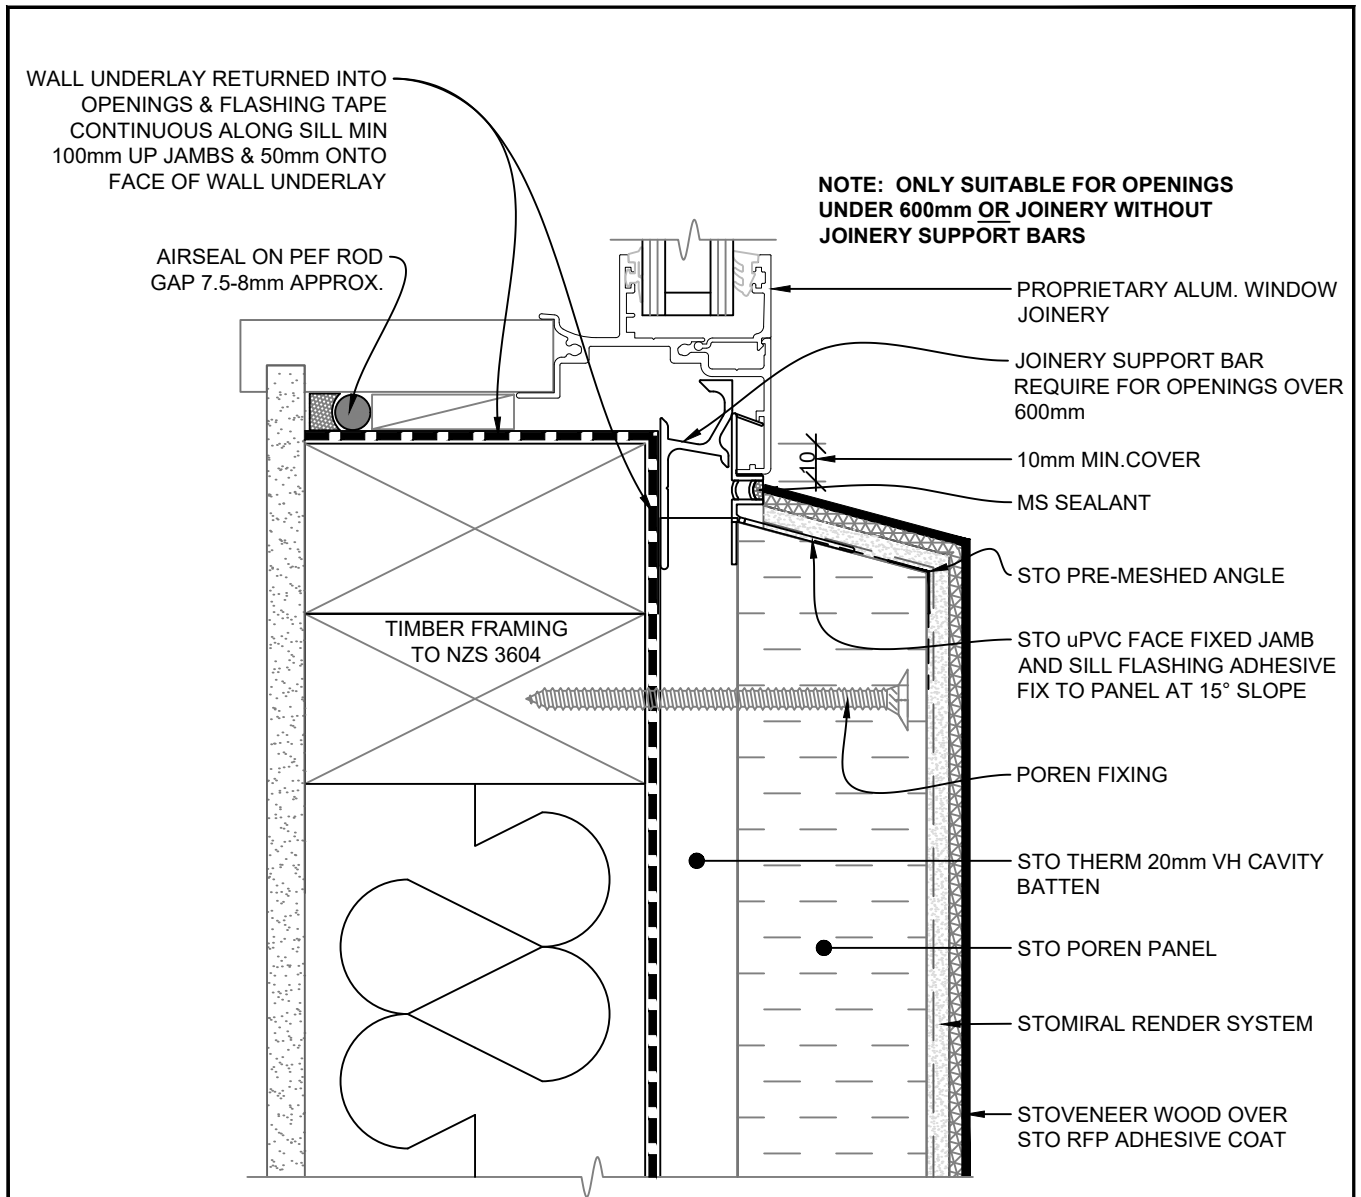 WALL UNDERLAY RETURNED INTO
OPENINGS & FLASHING TAPE
CONTINUOUS ALONG SILL MIN
100mm UP JAMBS & 50mm ONTO
FACE OF WALL UNDERLAY
NOTE: ONLY SUITABLE FOR OPENINGS
UNDER 600mm OR JOINERY WITHOUT
JOINERY SUPPORT BARS
AIRSEAL ON PEF ROD
GAP 7.5-8mm APPROX.
PROPRIETARY ALUM. WINDOW
JOINERY
JOINERY SUPPORT BAR
REQUIRE FOR OPENINGS OVER
600mm
10
10mm MIN.COVER
MS SEALANT
STO PRE-MESHED ANGLE
TIMBER FRAMING
TO NZS 3604
STO uPVC FACE FIXED JAMB
AND SILL FLASHING ADHESIVE
FIX TO PANEL AT 15° SLOPE
POREN FIXING
STO THERM 20mm VH CAVITY
BATTEN
STO POREN PANEL
STOMIRAL RENDER SYSTEM
STOVENEER WOOD OVER
STO RFP ADHESIVE COAT